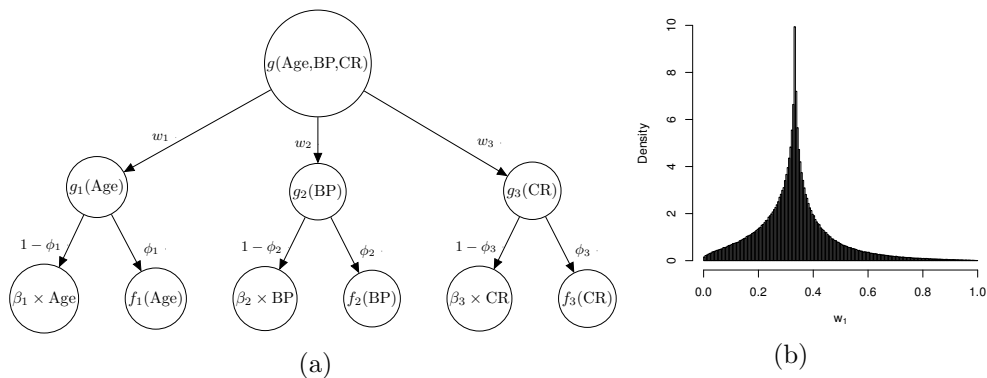 g(Age,BP,CR)
w₁
w₂
w₃
g₁(Age)
g₂(BP)
g₃(CR)
1 − ϕ₁
ϕ₁
1 − ϕ₂
ϕ₂
1 − ϕ₃
ϕ₃
β₁ × Age
f₁(Age)
β₂ × BP
f₂(BP)
β₃ × CR
f₃(CR)
(a)
10
8
6
4
2
0
Density
0.0 0.2 0.4 0.6 0.8 1.0
w₁
(b)